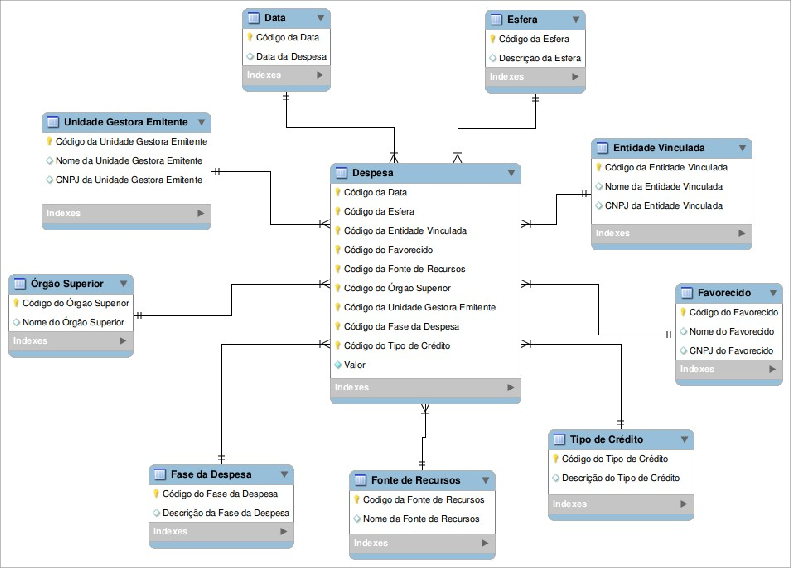 Data
Código da Data
Data da Despesa
Indexes
Esfera
Código da Esfera
Descrição da Esfera
Indexes
Unidade Gestora Emitente
Código da Unidade Gestora Emitente
Nome da Unidade Gestora Emitente
CNPJ da Unidade Gestora Emitente
Indexes
Entidade Vinculada
Código da Entidade Vinculada
Nome da Entidade Vinculada
CNPJ da Entidade Vinculada
Indexes
Despesa
Código da Data
Código da Esfera
Código da Entidade Vinculada
Código do Favorecido
Código da Fonte de Recursos
Código do Órgão Superior
Código da Unidade Gestora Emitente
Código da Fase da Despesa
Código do Tipo de Crédito
Valor
Indexes
Órgão Superior
Código do Órgão Superior
Nome do Órgão Superior
Indexes
Favorecido
Código do Favorecido
Nome do Favorecido
CNPJ do Favorecido
Indexes
Fase da Despesa
Código do Fase da Despesa
Descrição da Fase da Despesa
Indexes
Fonte de Recursos
Codigo da Fonte de Recursos
Nome da Fonte de Recursos
Indexes
Tipo de Crédito
Código do Tipo de Crédito
Descrição do Tipo de Crédito
Indexes